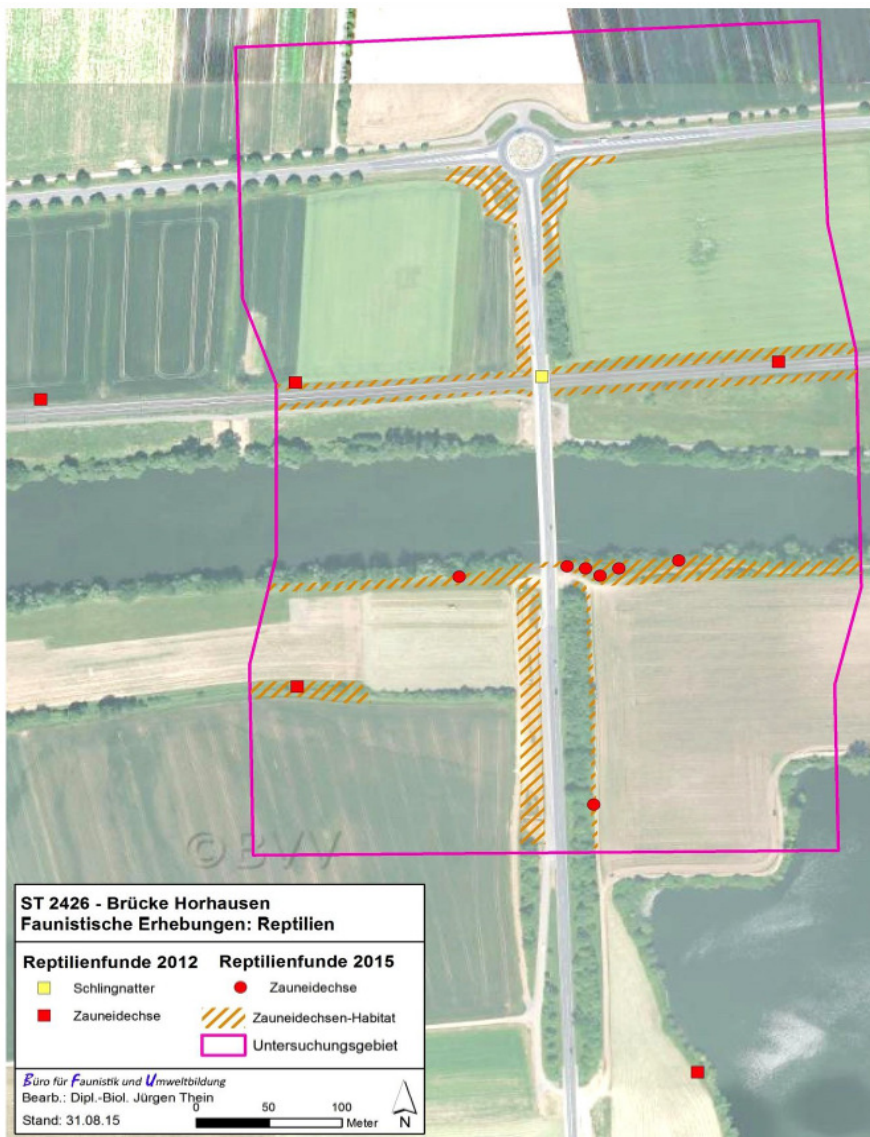 © BVV
ST 2426 - Brücke Horhausen
Faunistische Erhebungen: Reptilien
Reptilienfunde 2012 Reptilienfunde 2015
Schlingnatter Zauneidechse
Zauneidechse Zauneidechsen-Habitat
Untersuchungsgebiet
Büro für Faunistik und Umweltbildung
Bearb.: Dipl.-Biol. Jürgen Thein
Stand: 31.08.15
0 50 100
Meter
N